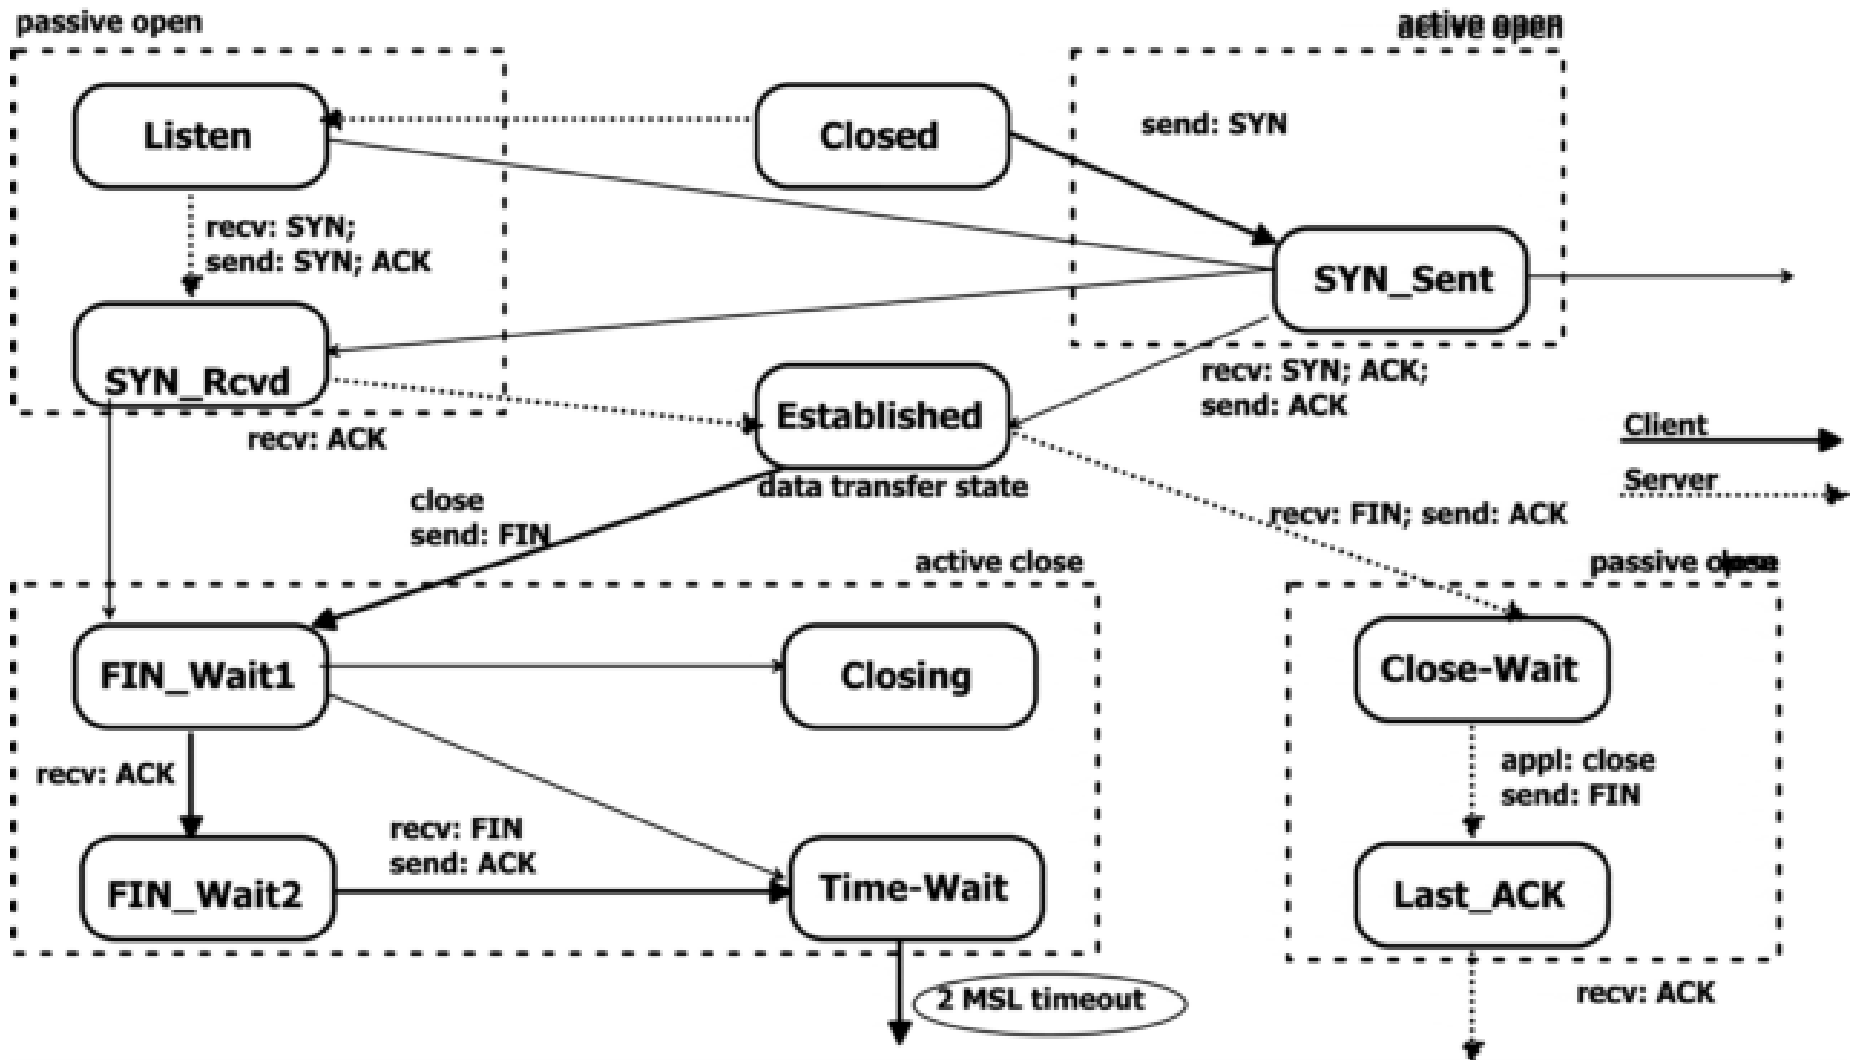 passive open
active open
Listen
Closed
send: SYN
recv: SYN;
send: SYN; ACK
SYN_Sent
SYN_Rcvd
recv: ACK
Established
data transfer state
recv: SYN; ACK;
send: ACK
Client
Server
close
send: FIN
recv: FIN; send: ACK
active close
passive
FIN_Wait1
Closing
Close-Wait
recv: ACK
appl: close
send: FIN
recv: FIN
send: ACK
FIN_Wait2
Time-Wait
Last_ACK
2 MSL timeout
recv: ACK